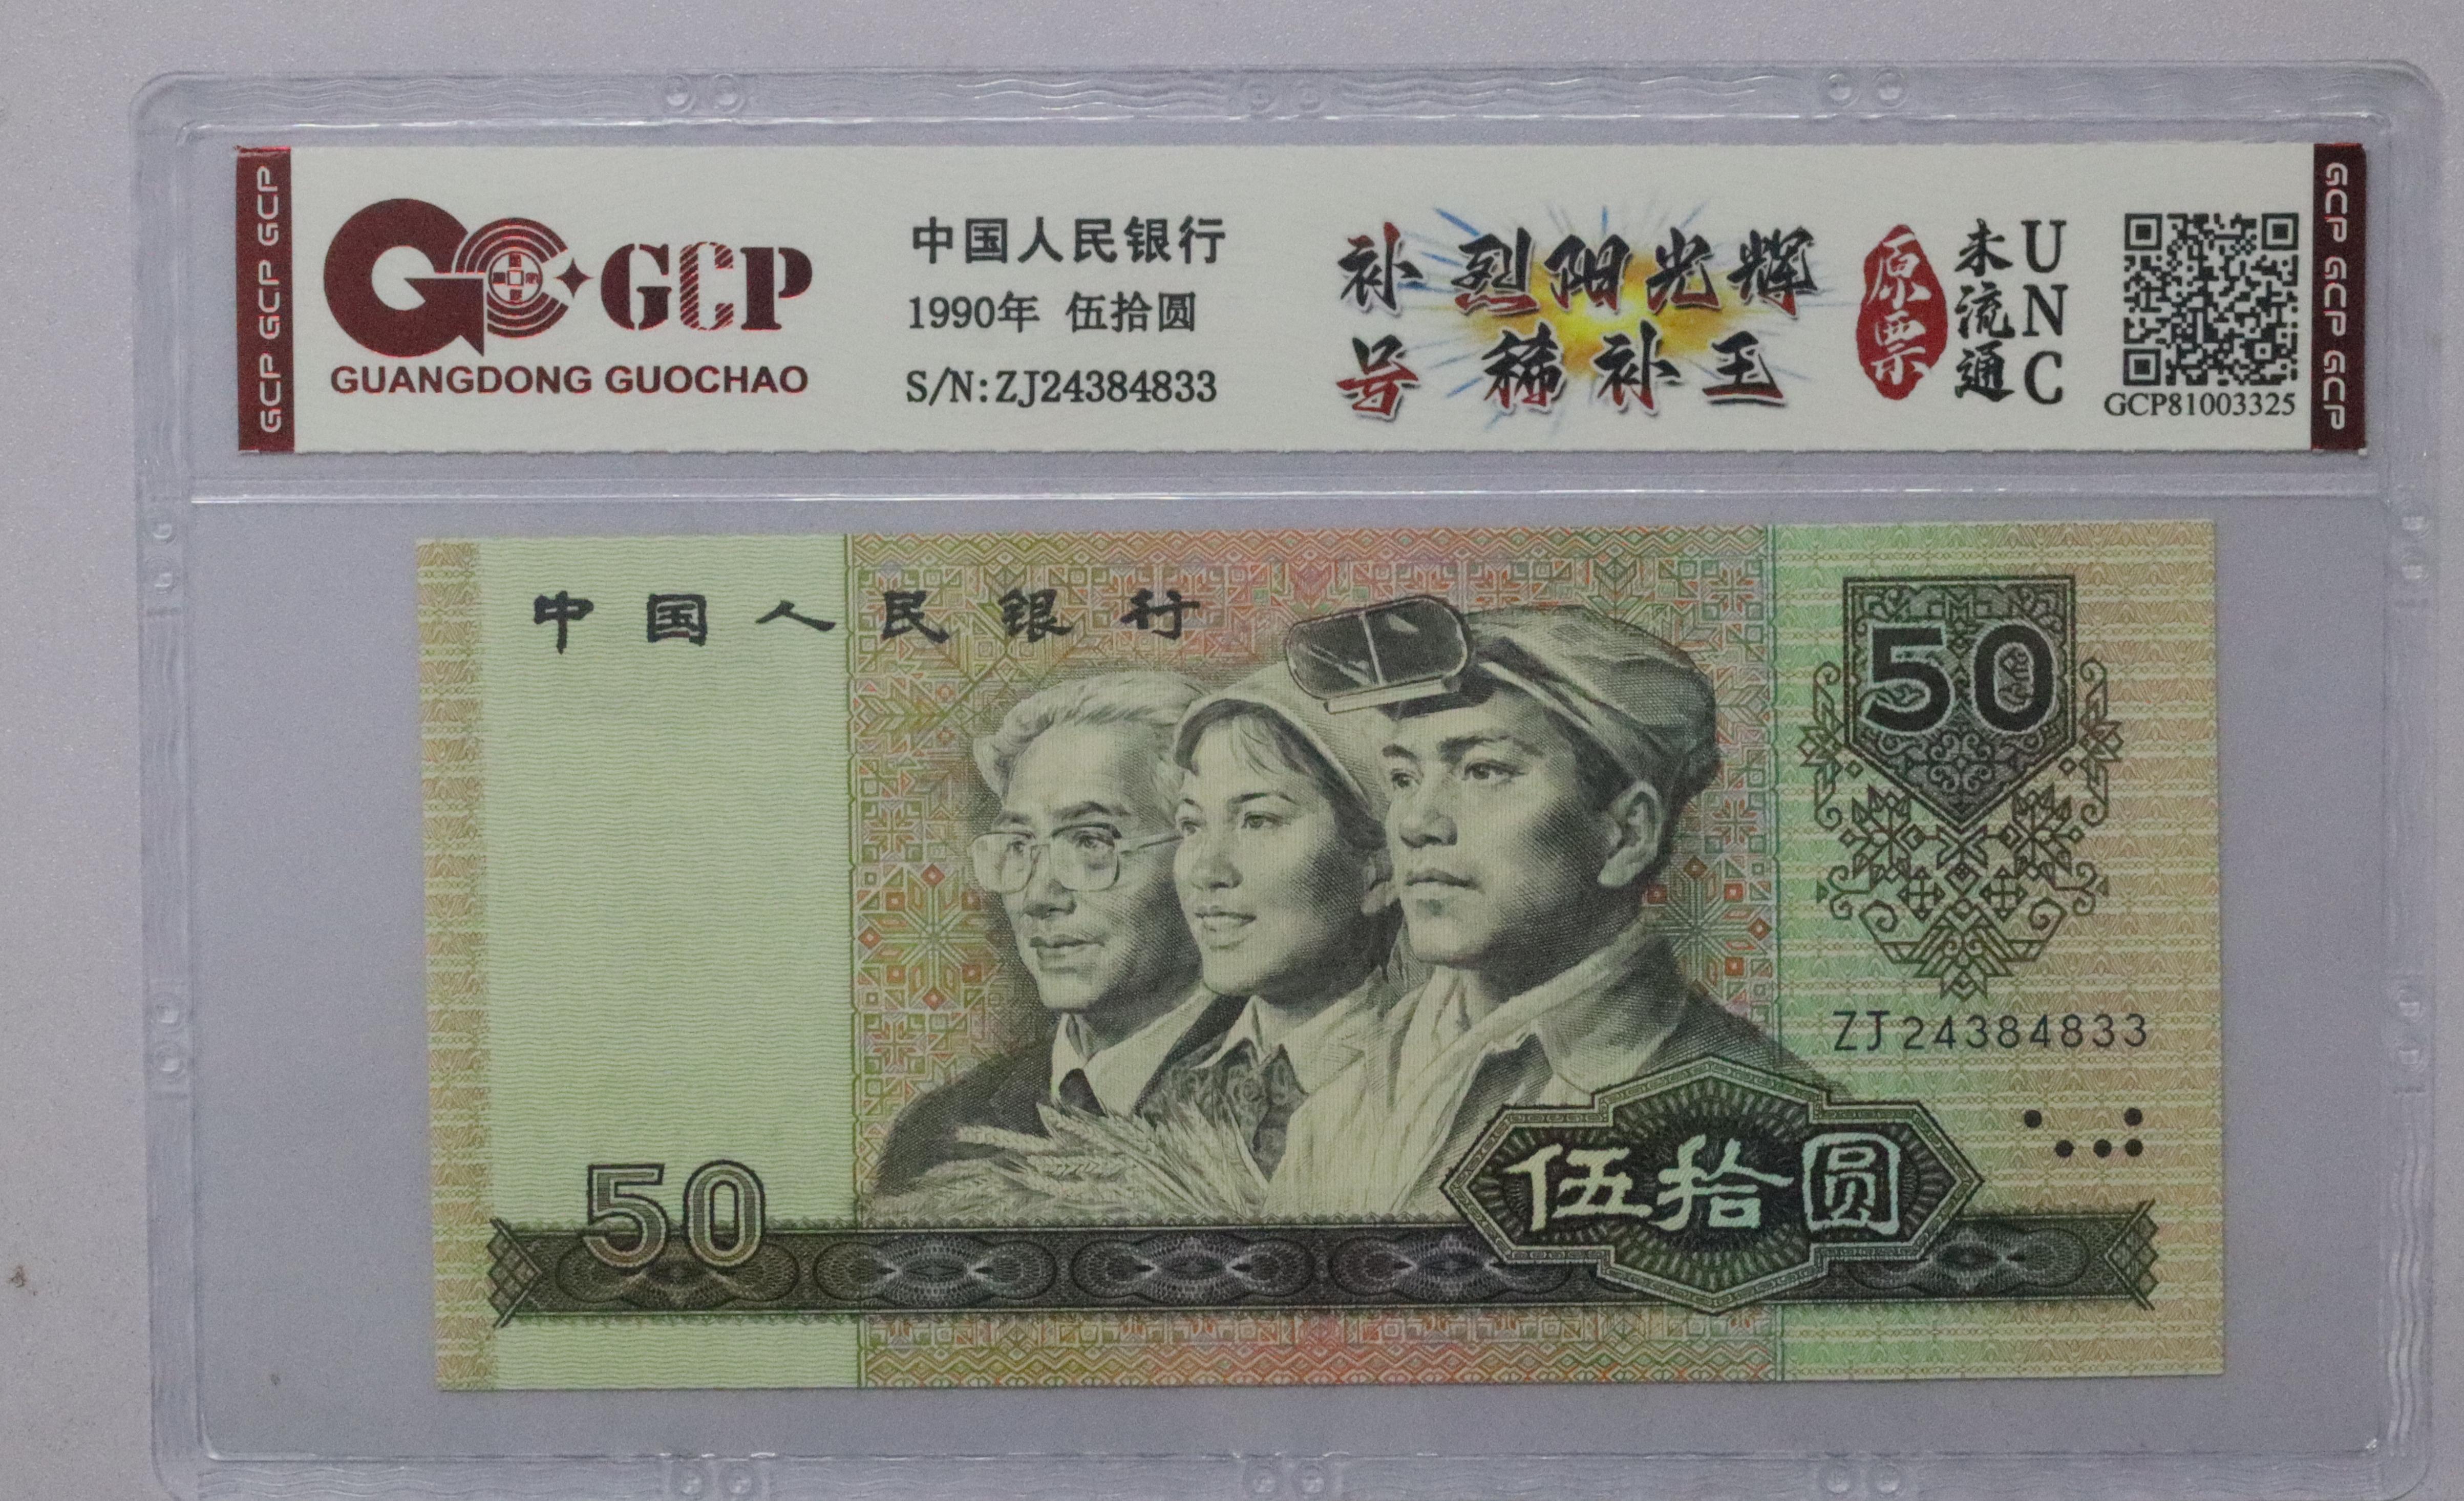 GCP GCP GCP
GCP
GUANGDONG GUOCHAO
中国人民银行
1990年 伍拾圆
S/N:ZJ24384833
补号
烈阳光辉
稀补王
原票
未流通
UNC
GCP81003325
GCP GCP GCP
中国人民银行
50
ZJ24384833
50
伍拾圆